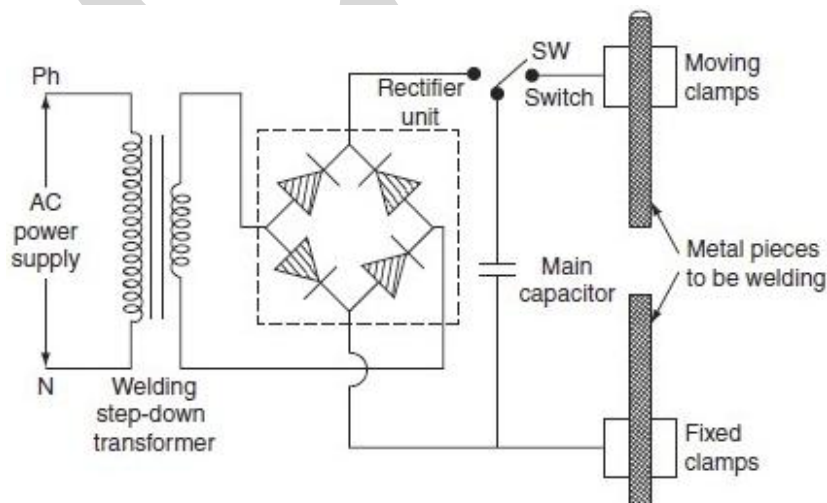 Ph
AC
power
supply
N
Welding
step-down
transformer
Rectifier
unit
SW
Switch
Main
capacitor
Moving
clamps
Metal pieces
to be welding
Fixed
clamps